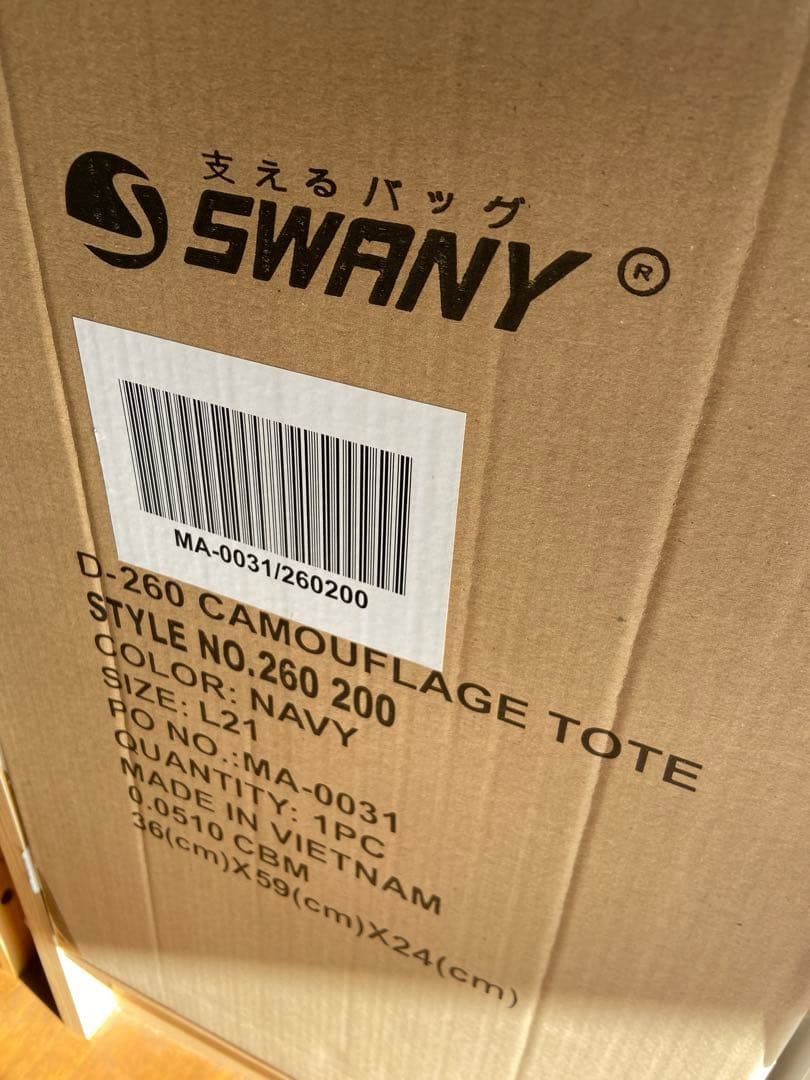 支えるバッグ
SWANY ®
MA-0031/260200
D-260 CAMOUFLAGE TOTE
STYLE NO.260 200
COLOR: NAVY
SIZE: L21
PO NO.:MA-0031
QUANTITY: 1PC
MADE IN VIETNAM
0.0510 CBM
36(cm)X59(cm)X24(cm)